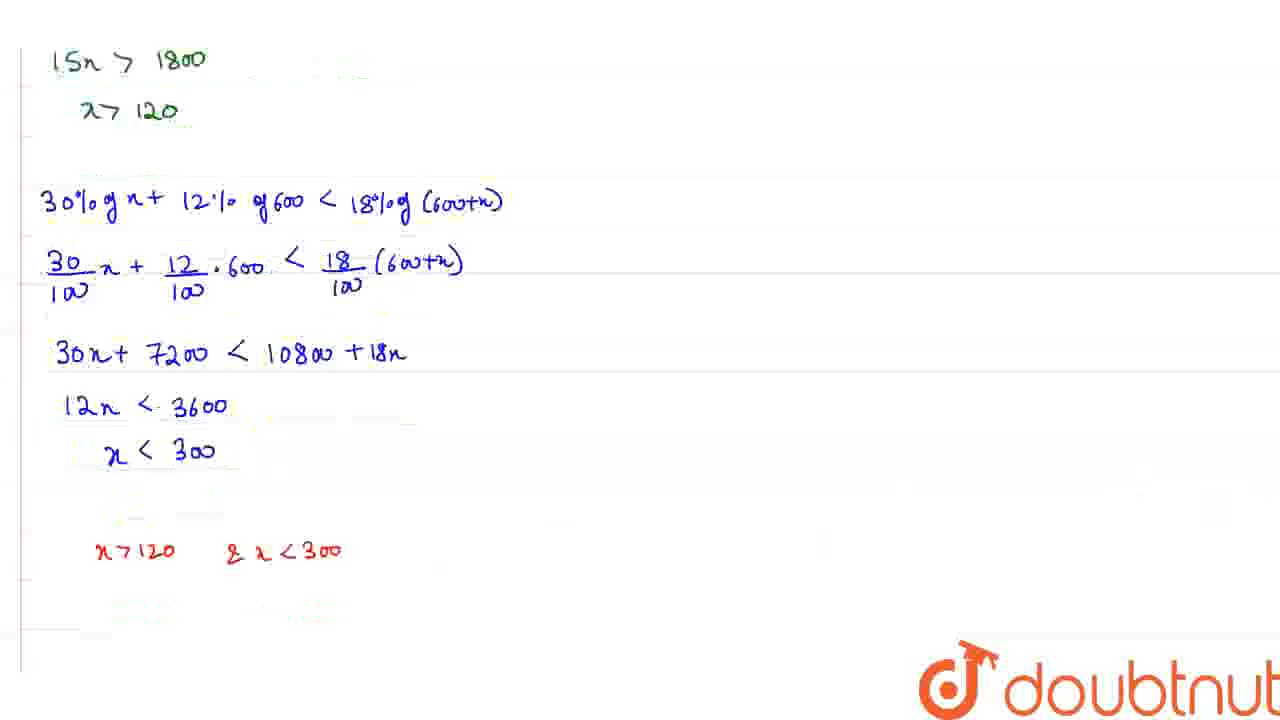 15x > 1800
x > 120
30% of x + 12% of 600 < 18% of (600+x)
30/100 x + 12/100 . 600 < 18/100 (600+x)
30x + 7200 < 10800 + 18x
12x < 3600
x < 300
x > 120 & x < 300
doubtnut